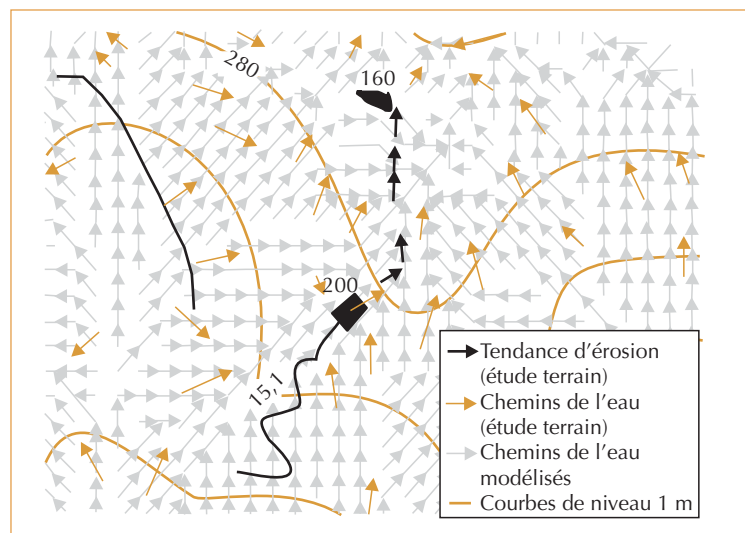 280
160
200
15,1
Tendance d'érosion
(étude terrain)
Chemins de l'eau
(étude terrain)
Chemins de l'eau
modélisés
Courbes de niveau 1 m